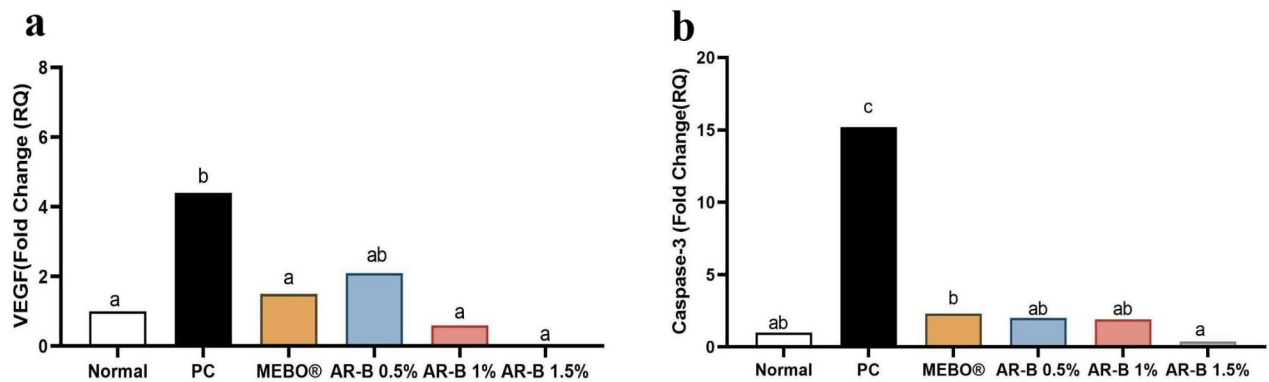 a
VEGF(Fold Change (RQ)
8
6
4
2
0
a
b
a
ab
a
a
Normal PC MEBO® AR-B 0.5% AR-B 1% AR-B 1.5%
b
Caspase-3 (Fold Change(RQ)
20
15
10
5
0
ab
c
b
ab
ab
a
Normal PC MEBO® AR-B 0.5% AR-B 1% AR-B 1.5%